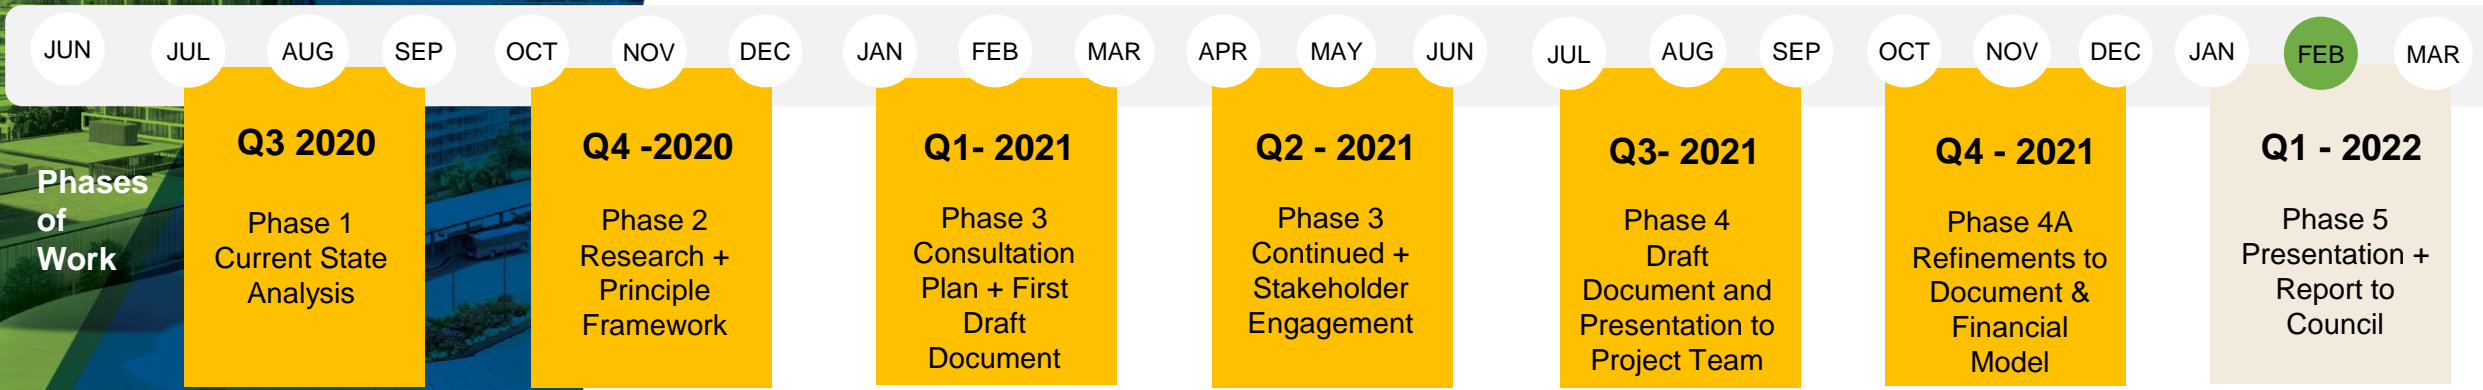 JUN JUL AUG SEP OCT NOV DEC JAN FEB MAR APR MAY JUN JUL AUG SEP OCT NOV DEC JAN FEB MAR
Phases
of
Work
Q3 2020
Phase 1
Current State
Analysis
Q4 -2020
Phase 2
Research +
Principle
Framework
Q1- 2021
Phase 3
Consultation
Plan + First
Draft
Document
Q2 - 2021
Phase 3
Continued +
Stakeholder
Engagement
Q3- 2021
Phase 4
Draft
Document and
Presentation to
Project Team
Q4 - 2021
Phase 4A
Refinements to
Document &
Financial
Model
Q1 - 2022
Phase 5
Presentation +
Report to
Council